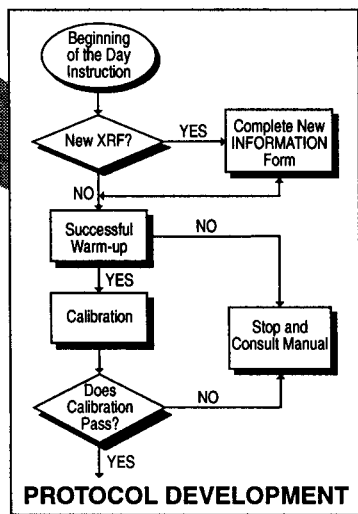 Beginning
of the Day
Instruction
New XRF?
YES
Complete New
INFORMATION
Form
NO
Successful
Warm-up
NO
YES
Calibration
Stop and
Consult Manual
Does
Calibration
Pass?
NO
YES
PROTOCOL DEVELOPMENT